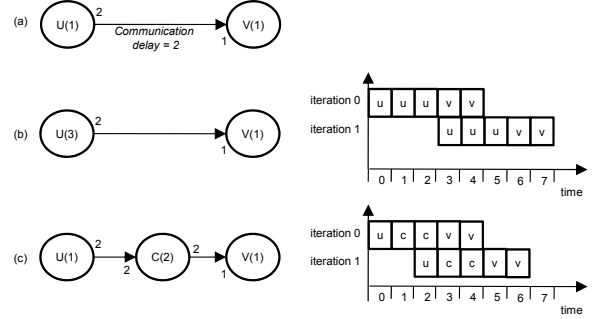 (a) U(1) 2 Communication delay = 2 1 V(1)
(b) U(3) 2 1 V(1)
iteration 0 u u u v v
iteration 1 u u u v v
0 1 2 3 4 5 6 7
time
(c) U(1) 2 2 C(2) 2 1 V(1)
iteration 0 u c c v v
iteration 1 u c c v v
0 1 2 3 4 5 6 7
time